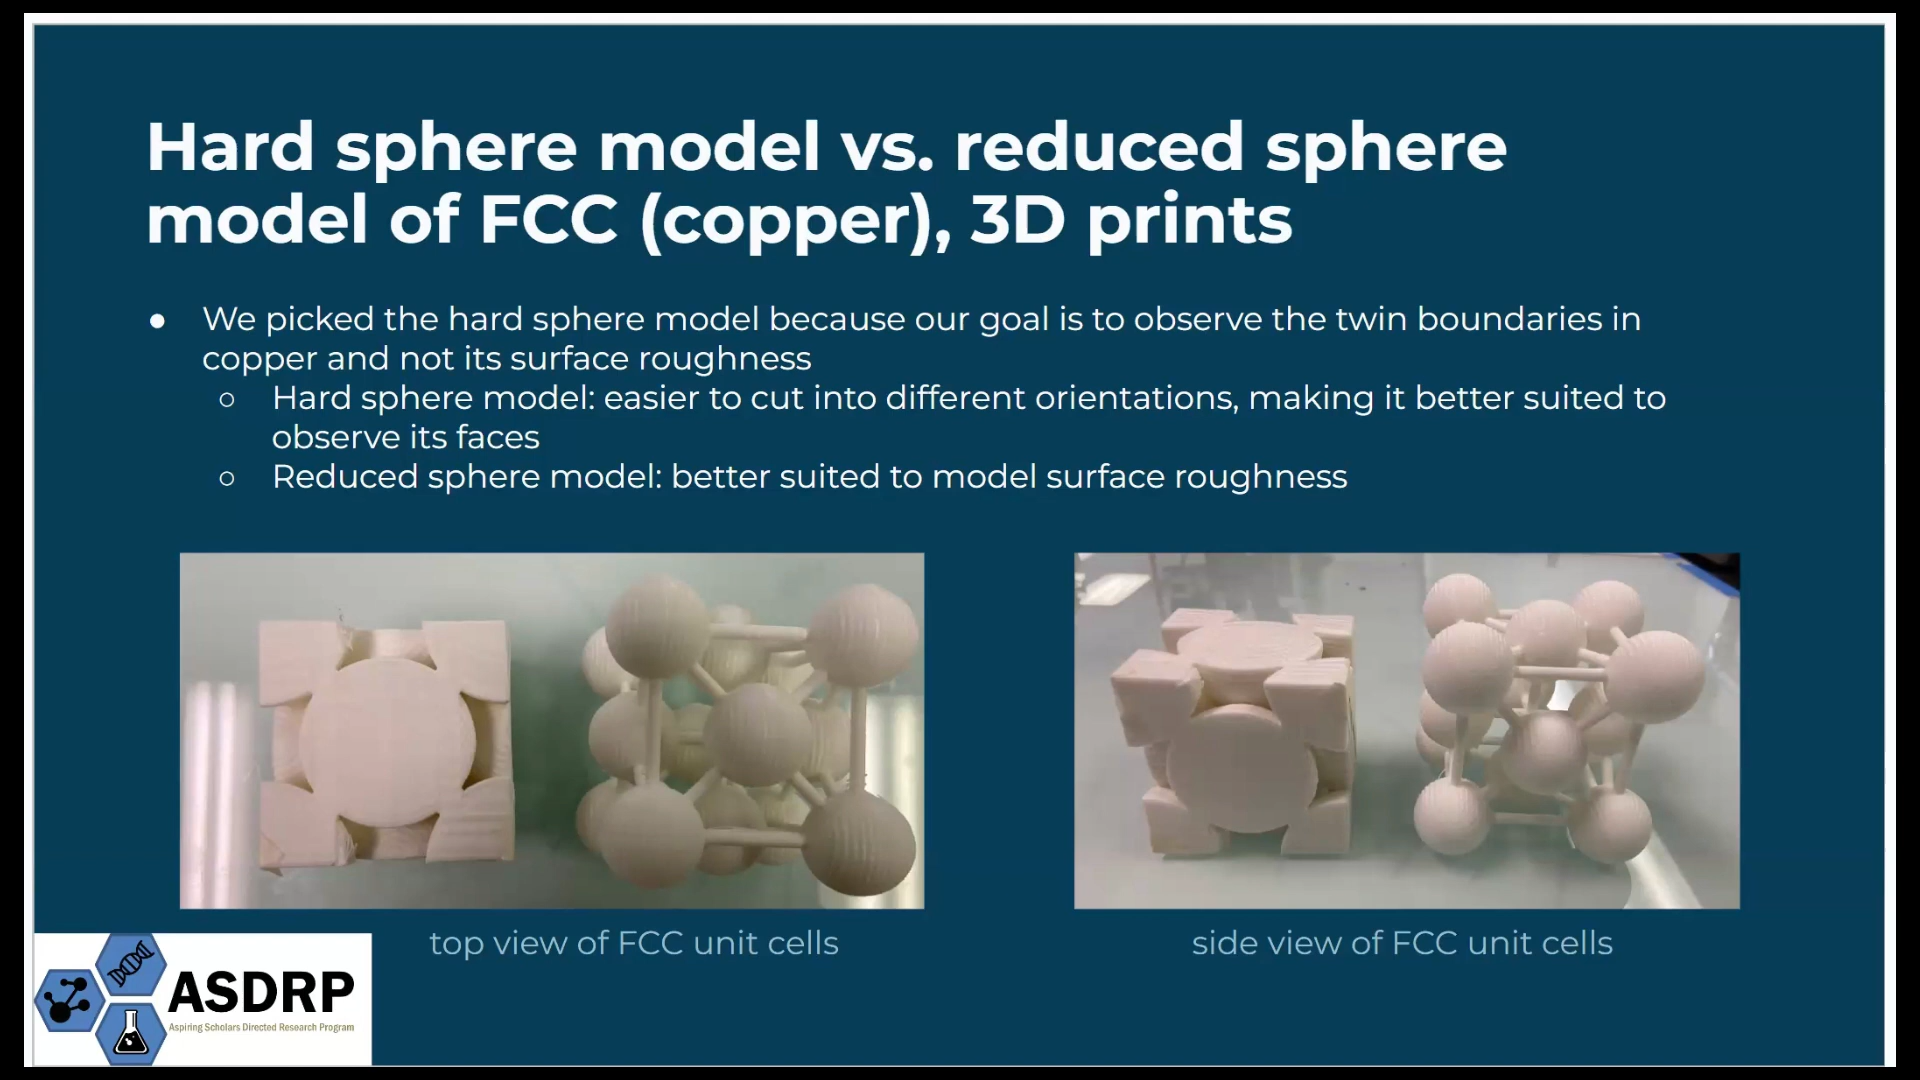 Hard sphere model vs. reduced sphere
model of FCC (copper), 3D prints
● We picked the hard sphere model because our goal is to observe the twin boundaries in
copper and not its surface roughness
○ Hard sphere model: easier to cut into different orientations, making it better suited to
observe its faces
○ Reduced sphere model: better suited to model surface roughness
top view of FCC unit cells
side view of FCC unit cells
ASDRP
Aspiring Scholars Directed Research Program